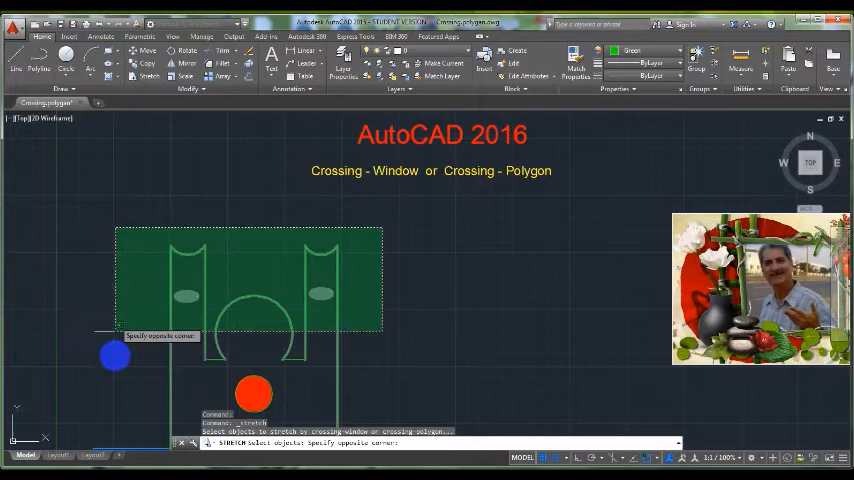 Autodesk AutoCAD 2015 - STUDENT VERSION Crossing.polygan.dwg
Type a keyword or phrase
Sign In
Home Insert Annotate Parametric View Manage Output Add-ins Autodesk 360 Express Tools BIM 360 Featured Apps
Line Polyline Circle Arc
Move Rotate Trim
Copy Mirror Fillet
Stretch Scale Array
Text Linear
Leader
Table
Layer
Properties
0
Make Current
Match Layer
Insert Create
Edit
Edit Attributes
Match
Properties
Green
ByLayer
ByLayer
Group Measure Paste Base
Draw Modify Annotation Layers Block Properties Groups Utilities Clipboard View
Crossing.polygan*
[-][Top][2D Wireframe]
AutoCAD 2016
Crossing - Window or Crossing - Polygon
N
W TOP E
S
WCS
Specify opposite corner:
Y
X
Command:
Command: _stretch
Select objects to stretch by crossing-window or crossing-polygon...
STRETCH Select objects: Specify opposite corner:
Model Layout1 Layout2 +
MODEL
1:1 / 100%